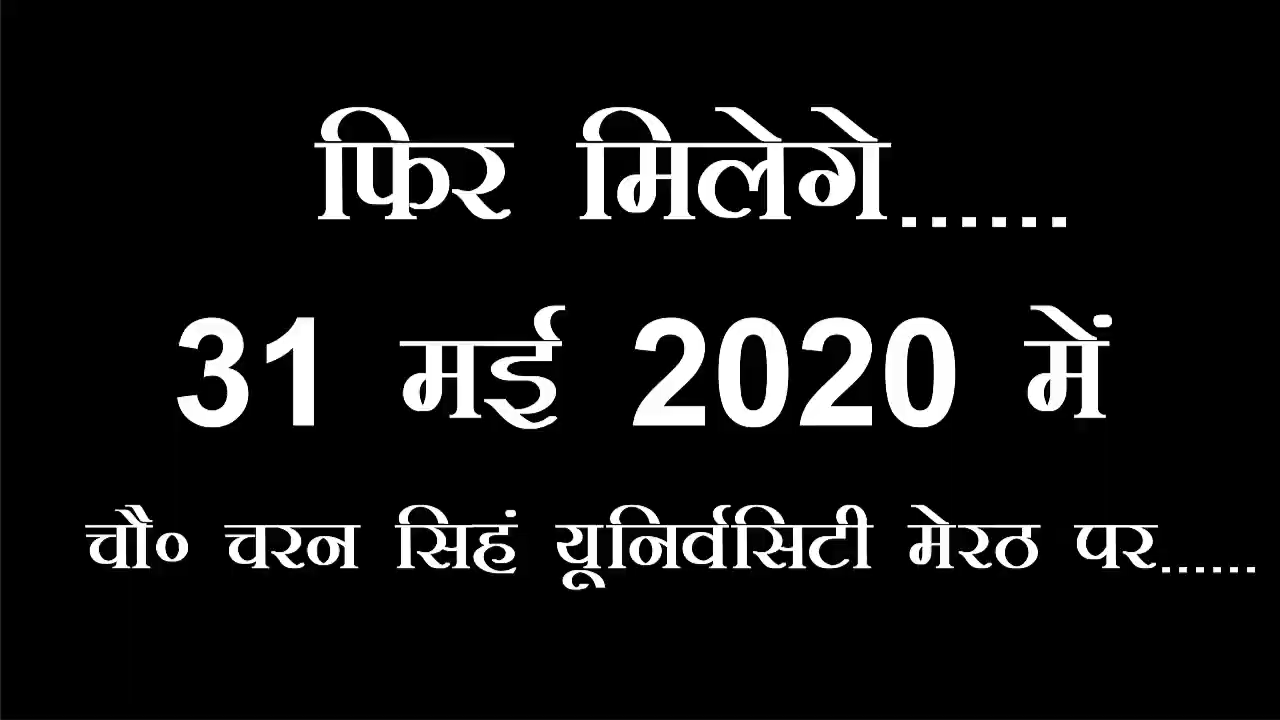 फिर मिलेगे......
31 मई 2020 में
चौ० चरन सिहं यूनिर्वसिटी मेरठ पर......